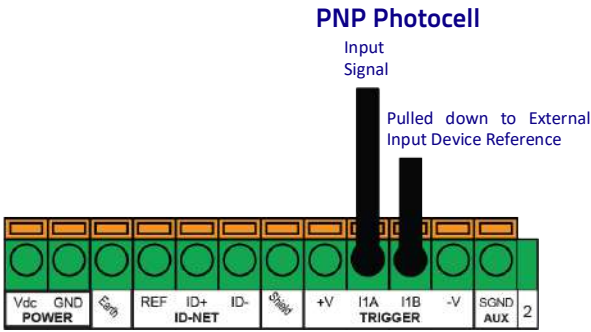 PNP Photocell
Input
Signal
Pulled down to External
Input Device Reference
Vdc GND Earth REF ID+ ID- Shield +V I1A I1B -V SGND 2
POWER ID-NET TRIGGER AUX